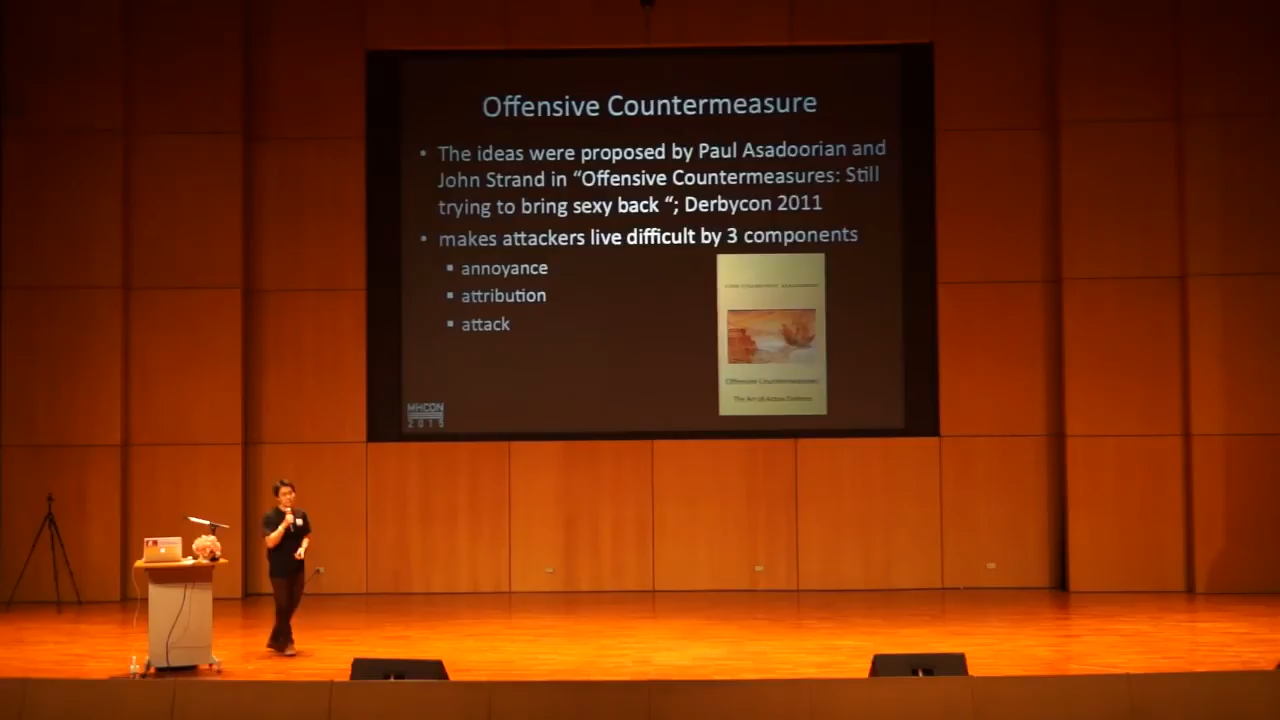 Offensive Countermeasure
• The ideas were proposed by Paul Asadoorian and
John Strand in “Offensive Countermeasures: Still
trying to bring sexy back “; Derbycon 2011
• makes attackers live difficult by 3 components
▪ annoyance
▪ attribution
▪ attack
Offensive Countermeasures
The Art of Active Defense
MHCON
2015